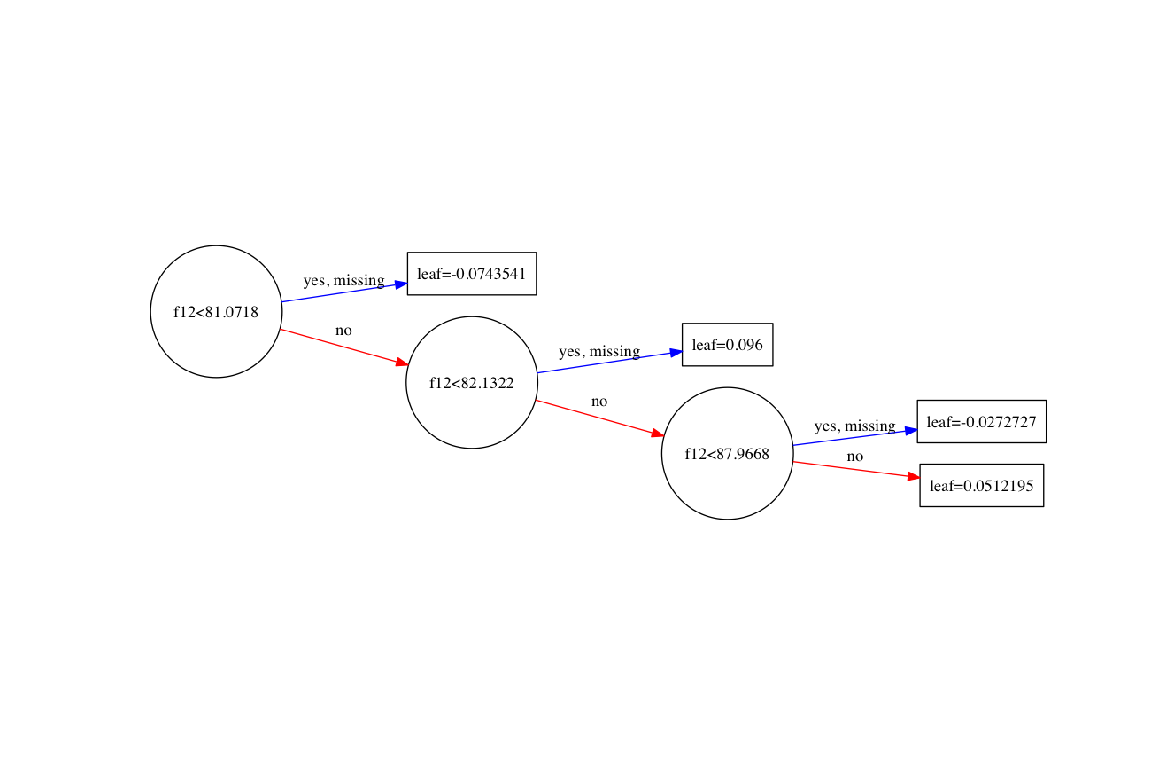 f12<81.0718
yes, missing
leaf=-0.0743541
no
f12<82.1322
yes, missing
leaf=0.096
no
f12<87.9668
yes, missing
leaf=-0.0272727
no
leaf=0.0512195